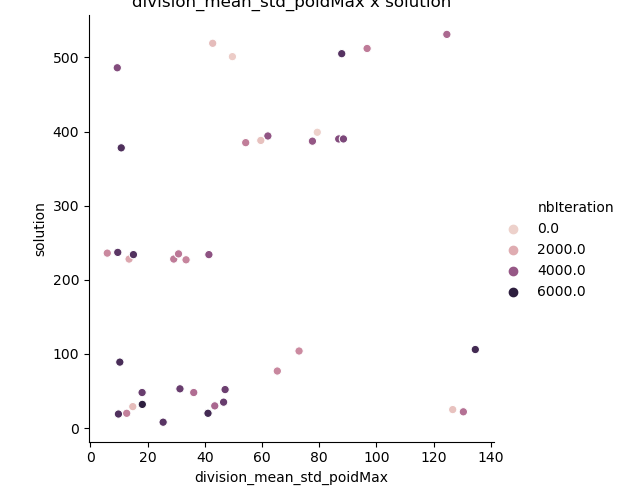 division_mean_std_poidMax x solution
500
400
300
200
100
0
solution
0 20 40 60 80 100 120 140
division_mean_std_poidMax
nbIteration
0.0
2000.0
4000.0
6000.0